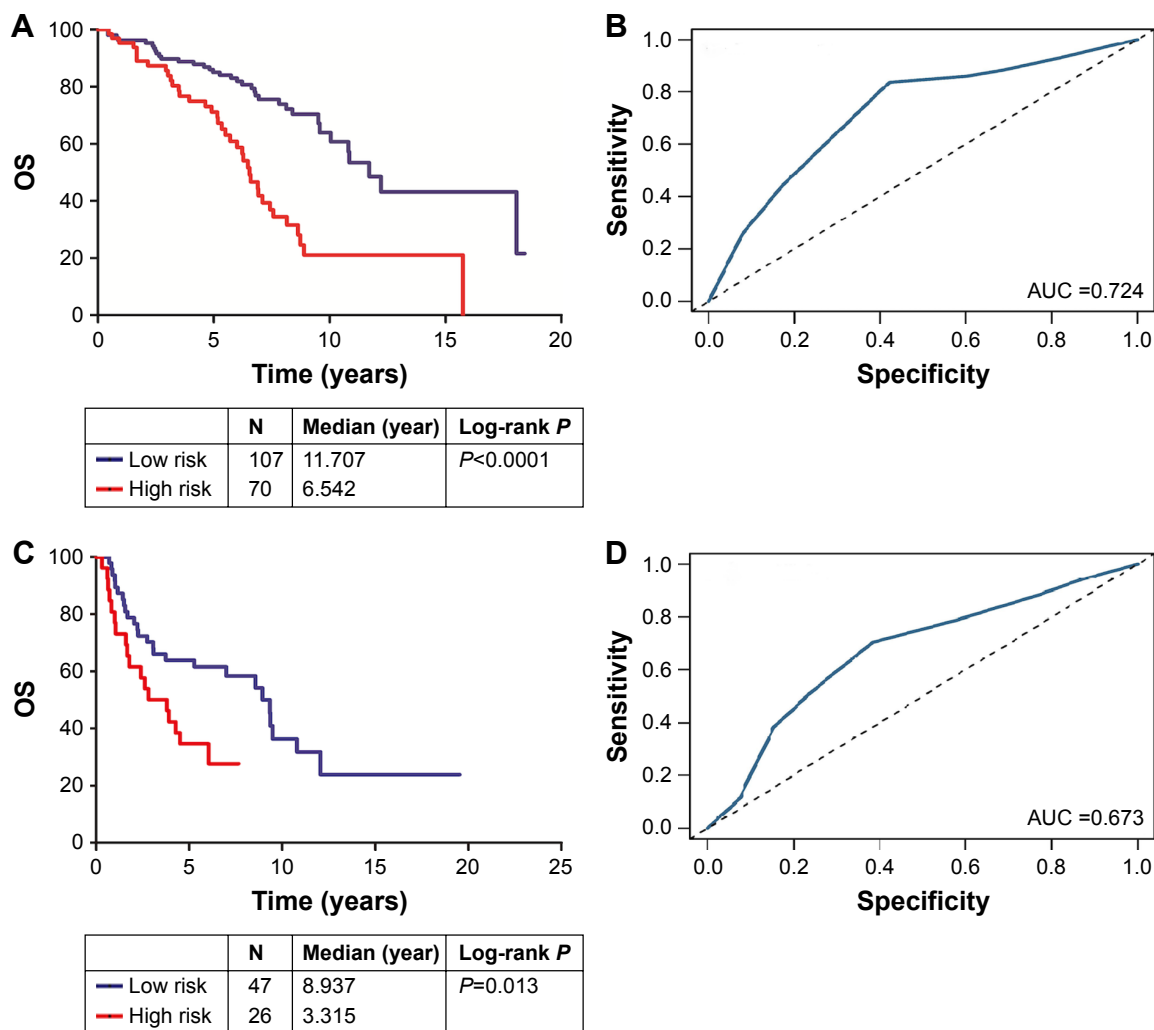 A
100
80
60
40
20
0
OS
0 5 10 15 20
Time (years)
N Median (year) Log-rank P
Low risk 107 11.707 P<0.0001
High risk 70 6.542
B
1.0
0.8
0.6
0.4
0.2
0.0
Sensitivity
AUC =0.724
0.0 0.2 0.4 0.6 0.8 1.0
Specificity
C
100
80
60
40
20
0
OS
0 5 10 15 20 25
Time (years)
N Median (year) Log-rank P
Low risk 47 8.937 P=0.013
High risk 26 3.315
D
1.0
0.8
0.6
0.4
0.2
0.0
Sensitivity
AUC =0.673
0.0 0.2 0.4 0.6 0.8 1.0
Specificity